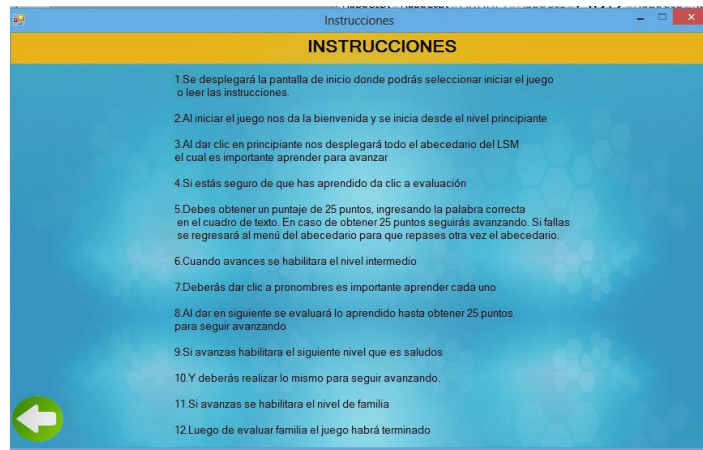 Instrucciones
INSTRUCCIONES
1.Se desplegará la pantalla de inicio donde podrás seleccionar iniciar el juego
o leer las instrucciones.
2.Al iniciar el juego nos da la bienvenida y se inicia desde el nivel principiante
3.Al dar clic en principiante nos desplegará todo el abecedario del LSM
el cual es importante aprender para avanzar
4.Si estás seguro de que has aprendido da clic a evaluación
5.Debes obtener un puntaje de 25 puntos, ingresando la palabra correcta
en el cuadro de texto. En caso de obtener 25 puntos seguirás avanzando. Si fallas
se regresará al menú del abecedario para que repases otra vez el abecedario.
6.Cuando avances se habilitara el nivel intermedio
7.Deberás dar clic a pronombres es importante aprender cada uno
8.Al dar en siguiente se evaluará lo aprendido hasta obtener 25 puntos
para seguir avanzando
9.Si avanzas habilitara el siguiente nivel que es saludos
10.Y deberás realizar lo mismo para seguir avanzando.
11.Si avanzas se habilitara el nivel de familia
12.Luego de evaluar familia el juego habrá terminado